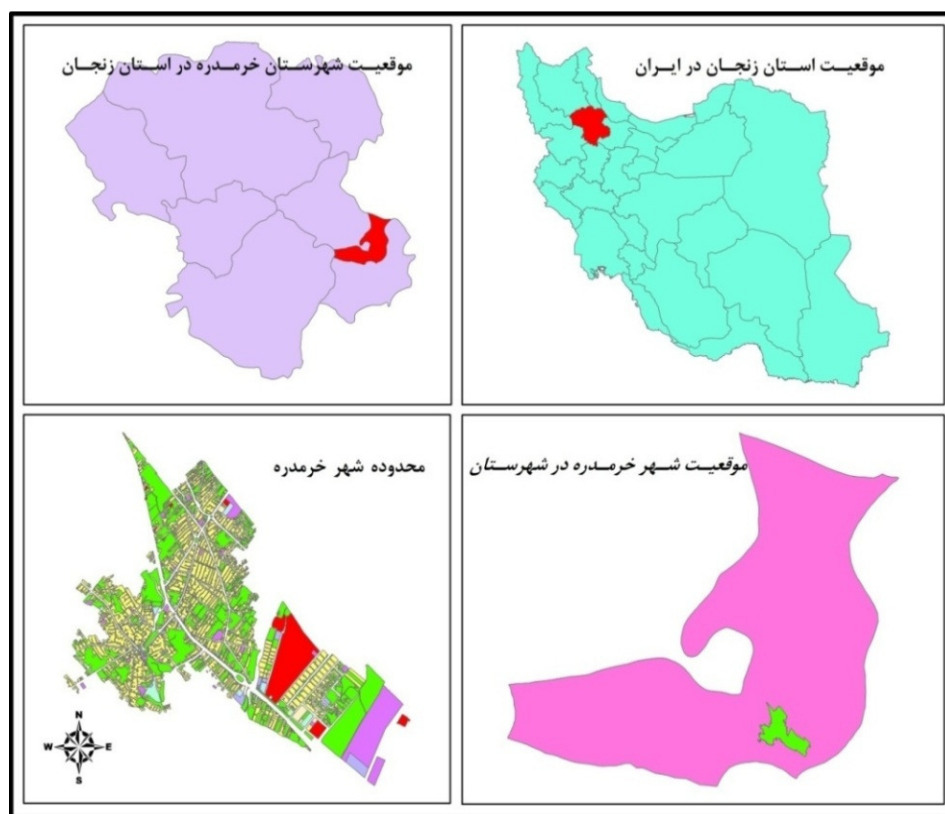 موقعیت استان زنجان در ایران
موقعیت شهرستان خرمدره در استان زنجان
موقعیت شهر خرمدره در شهرستان
محدوده شهر خرمدره
N
W E
S